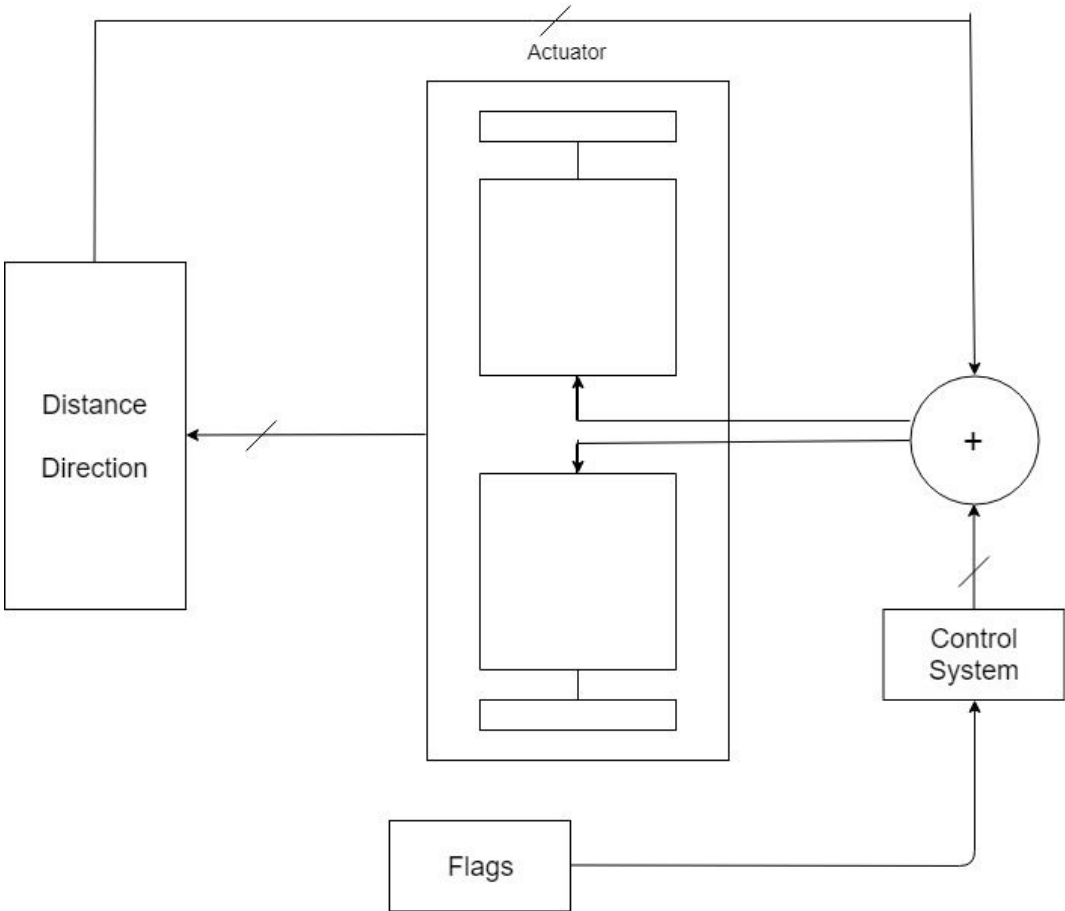 Actuator
Distance
Direction
+
Control
System
Flags